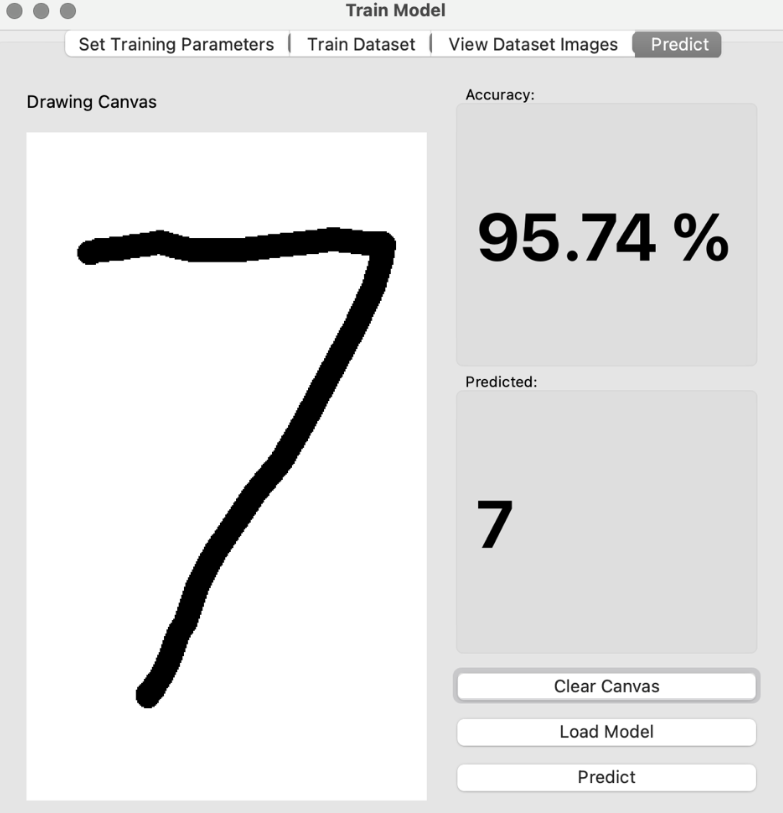 Train Model
Set Training Parameters
Train Dataset
View Dataset Images
Predict
Drawing Canvas
7
Accuracy:
95.74 %
Predicted:
7
Clear Canvas
Load Model
Predict